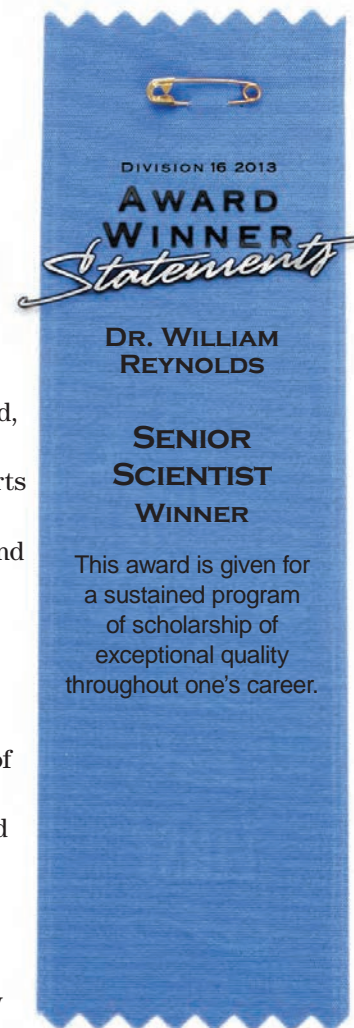 DIVISION 16 2013
AWARD
WINNER
Statements
DR. WILLIAM
REYNOLDS
SENIOR
SCIENTIST
WINNER
This award is given for
a sustained program
of scholarship of
exceptional quality
throughout one's career.
of